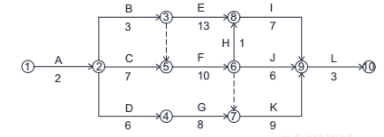 B E I
3 ③ 13 ⑧ 7
A C F H 1 J L
① 2 ② 7 ⑤ 10 ⑥ 6 ⑨ 3 ⑩
D G K
6 ④ 8 ⑦ 9